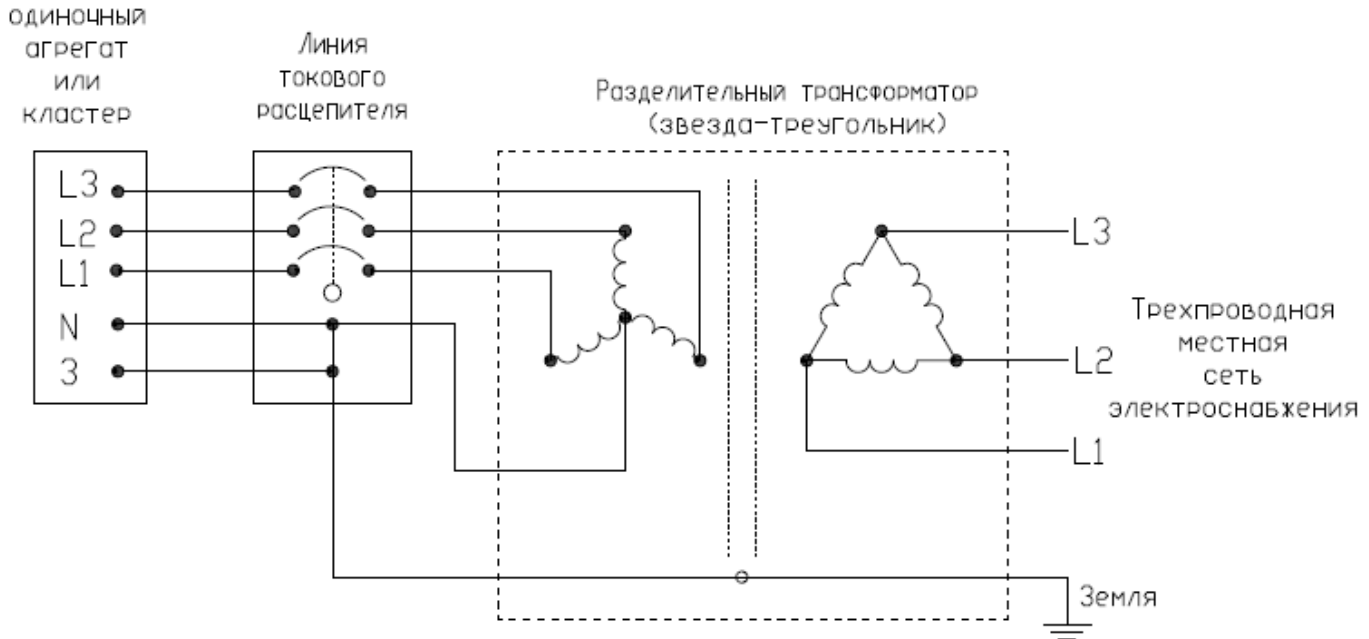 одиночный
агрегат
или
кластер
Линия
токового
расцепителя
Разделительный трансформатор
(звезда-треугольник)
L3
L2
L1
N
З
L3
L2
L1
Трехпроводная
местная
сеть
электроснабжения
Земля